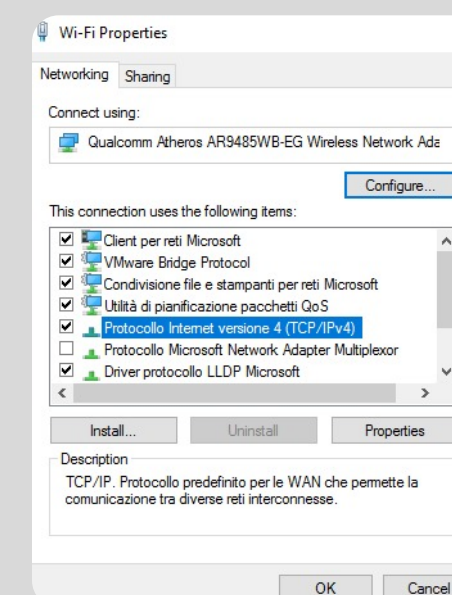 Wi-Fi Properties
Networking Sharing
Connect using:
Qualcomm Atheros AR9485WB-EG Wireless Network Ada
Configure...
This connection uses the following items:
Client per reti Microsoft
VMware Bridge Protocol
Condivisione file e stampanti per reti Microsoft
Utilità di pianificazione pacchetti QoS
Protocollo Internet versione 4 (TCP/IPv4)
Protocollo Microsoft Network Adapter Multiplexor
Driver protocollo LLDP Microsoft
Install... Uninstall Properties
Description
TCP/IP. Protocollo predefinito per le WAN che permette la
comunicazione tra diverse reti interconnesse.
OK Cancel